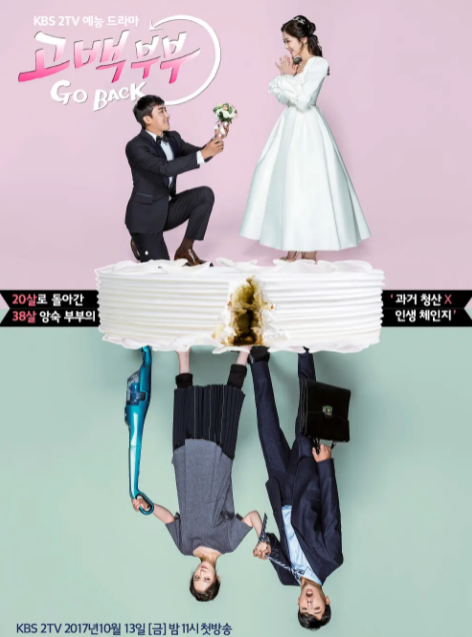 KBS 2TV 예능 드라마
고백부부
GO BACK
20살로 돌아간
38살 앙숙 부부의
'과거 청산 X
인생 체인지'
KBS 2TV 2017년10월 13일 [금] 밤 11시 첫방송